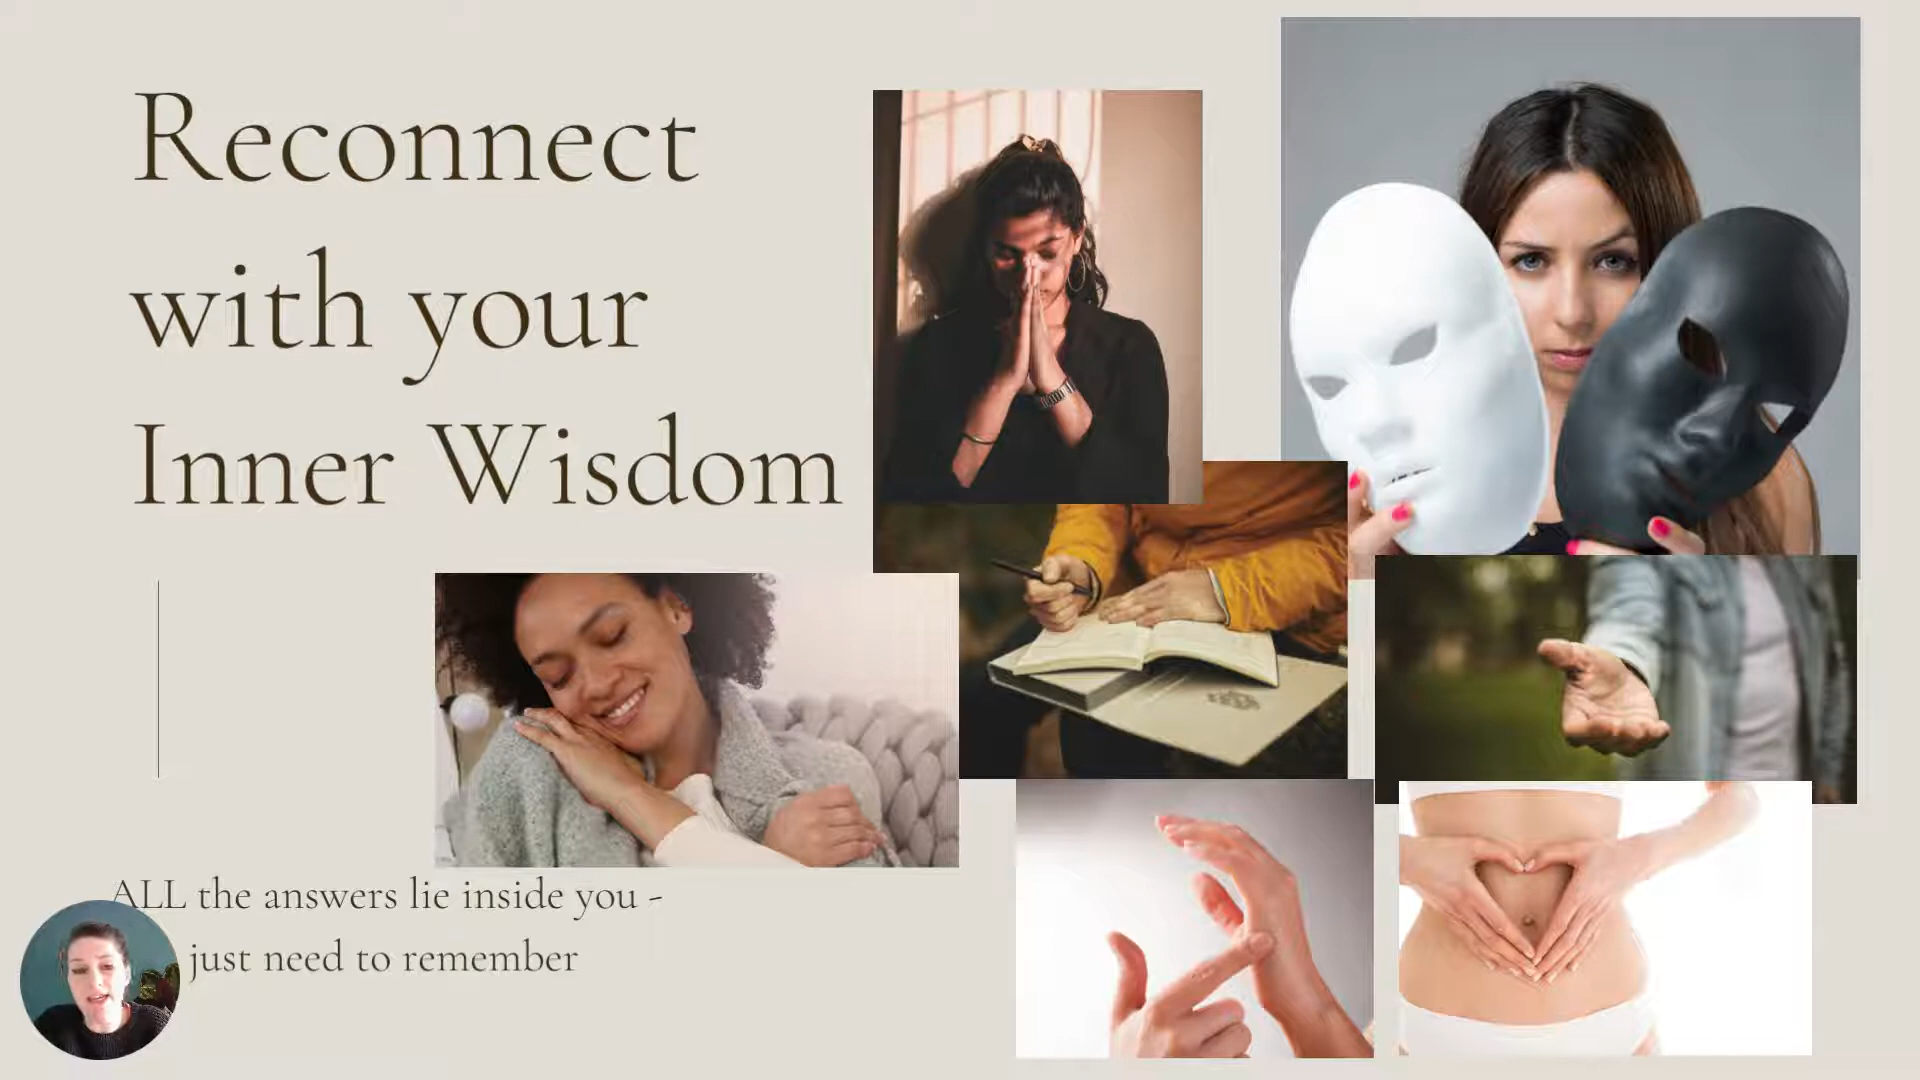 Reconnect
with your
Inner Wisdom
ALL the answers lie inside you -
just need to remember